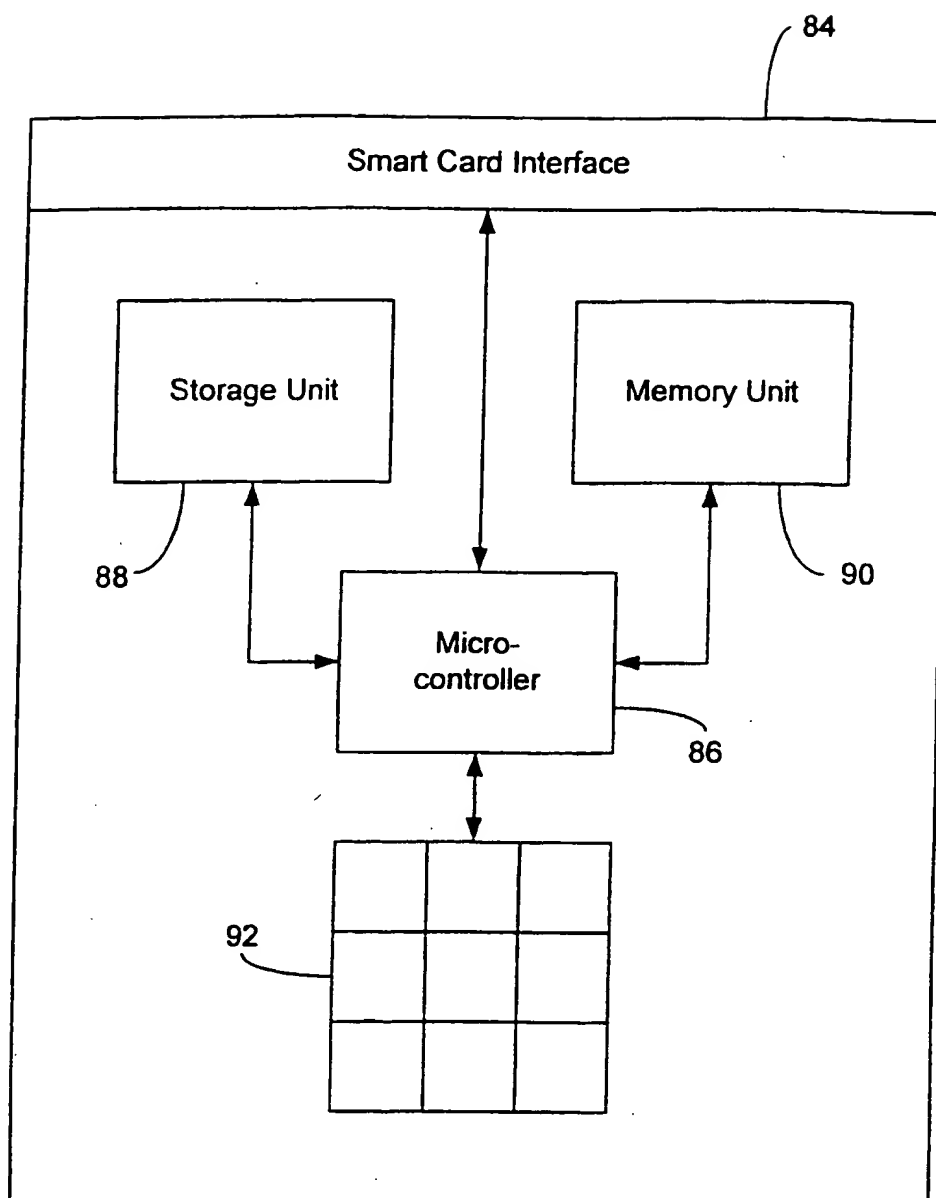 84
Smart Card Interface
Storage Unit
Memory Unit
88
90
Micro-
controller
86
92